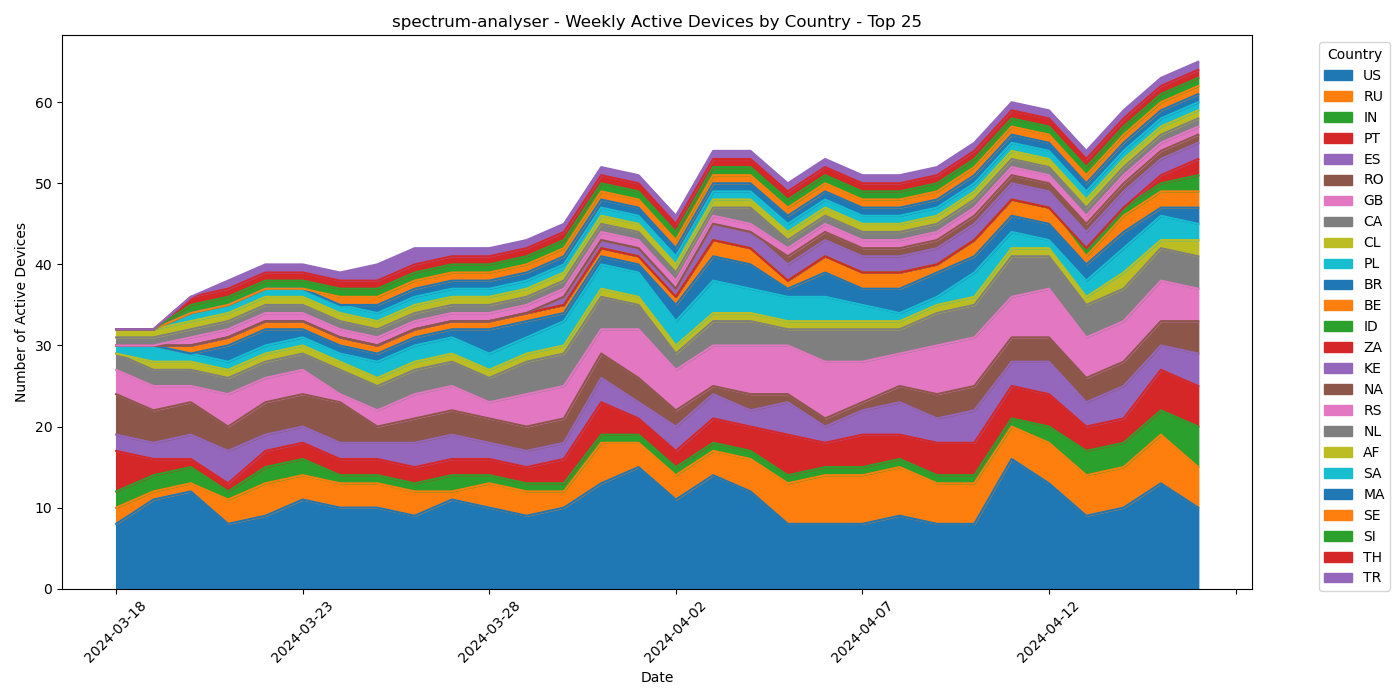 spectrum-analyser - Weekly Active Devices by Country - Top 25
Number of Active Devices
60
50
40
30
20
10
0
2024-03-18
2024-03-23
2024-03-28
2024-04-02
2024-04-07
2024-04-12
Date
Country
US
RU
IN
PT
ES
RO
GB
CA
CL
PL
BR
BE
ID
ZA
KE
NA
RS
NL
AF
SA
MA
SE
SI
TH
TR